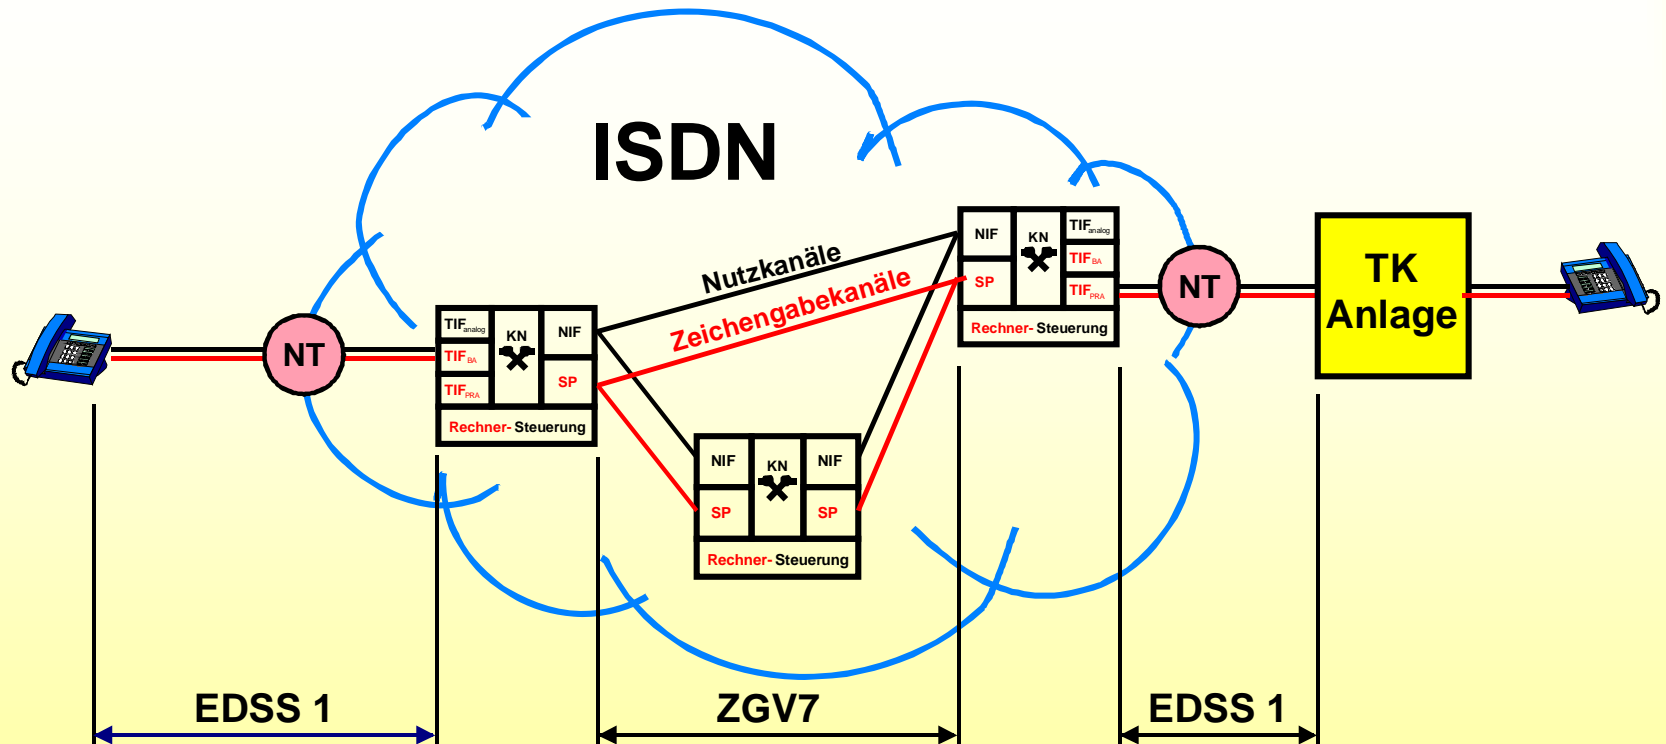 ISDN
Nutzkanäle
Zeichengabekanäle
NT
TIFanalog
TIFBA
TIFPRA
KN
NIF
SP
Rechner- Steuerung
NIF
SP
KN
NIF
SP
Rechner- Steuerung
NIF
SP
KN
TIFanalog
TIFBA
TIFPRA
Rechner- Steuerung
NT
TK
Anlage
EDSS 1
ZGV7
EDSS 1